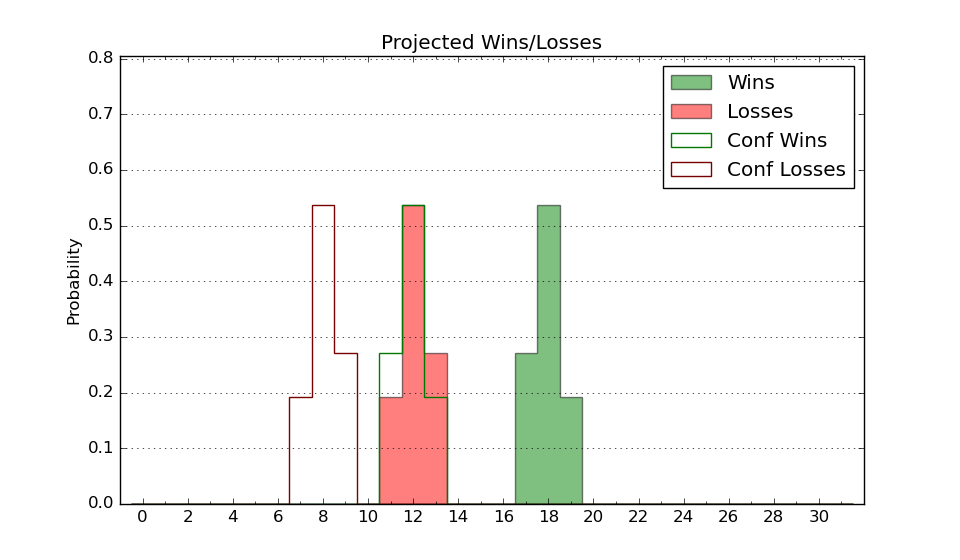 Projected Wins/Losses
0.8
0.7
0.6
0.5
0.4
0.3
0.2
0.1
0.0
Probability
Wins
Losses
Conf Wins
Conf Losses
0 2 4 6 8 10 12 14 16 18 20 22 24 26 28 30